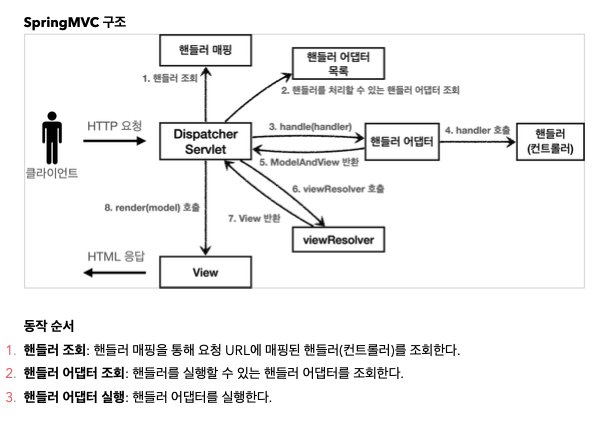 SpringMVC 구조
핸들러 매핑
핸들러 어댑터
목록
1. 핸들러 조회
2. 핸들러를 처리할 수 있는 핸들러 어댑터 조회
HTTP 요청
Dispatcher
Servlet
3. handle(handler)
핸들러 어댑터
4. handler 호출
핸들러
(컨트롤러)
클라이언트
5. ModelAndView 반환
6. viewResolver 호출
8. render(model) 호출
7. View 반환
viewResolver
HTML 응답
View
동작 순서
1. 핸들러 조회: 핸들러 매핑을 통해 요청 URL에 매핑된 핸들러(컨트롤러)를 조회한다.
2. 핸들러 어댑터 조회: 핸들러를 실행할 수 있는 핸들러 어댑터를 조회한다.
3. 핸들러 어댑터 실행: 핸들러 어댑터를 실행한다.